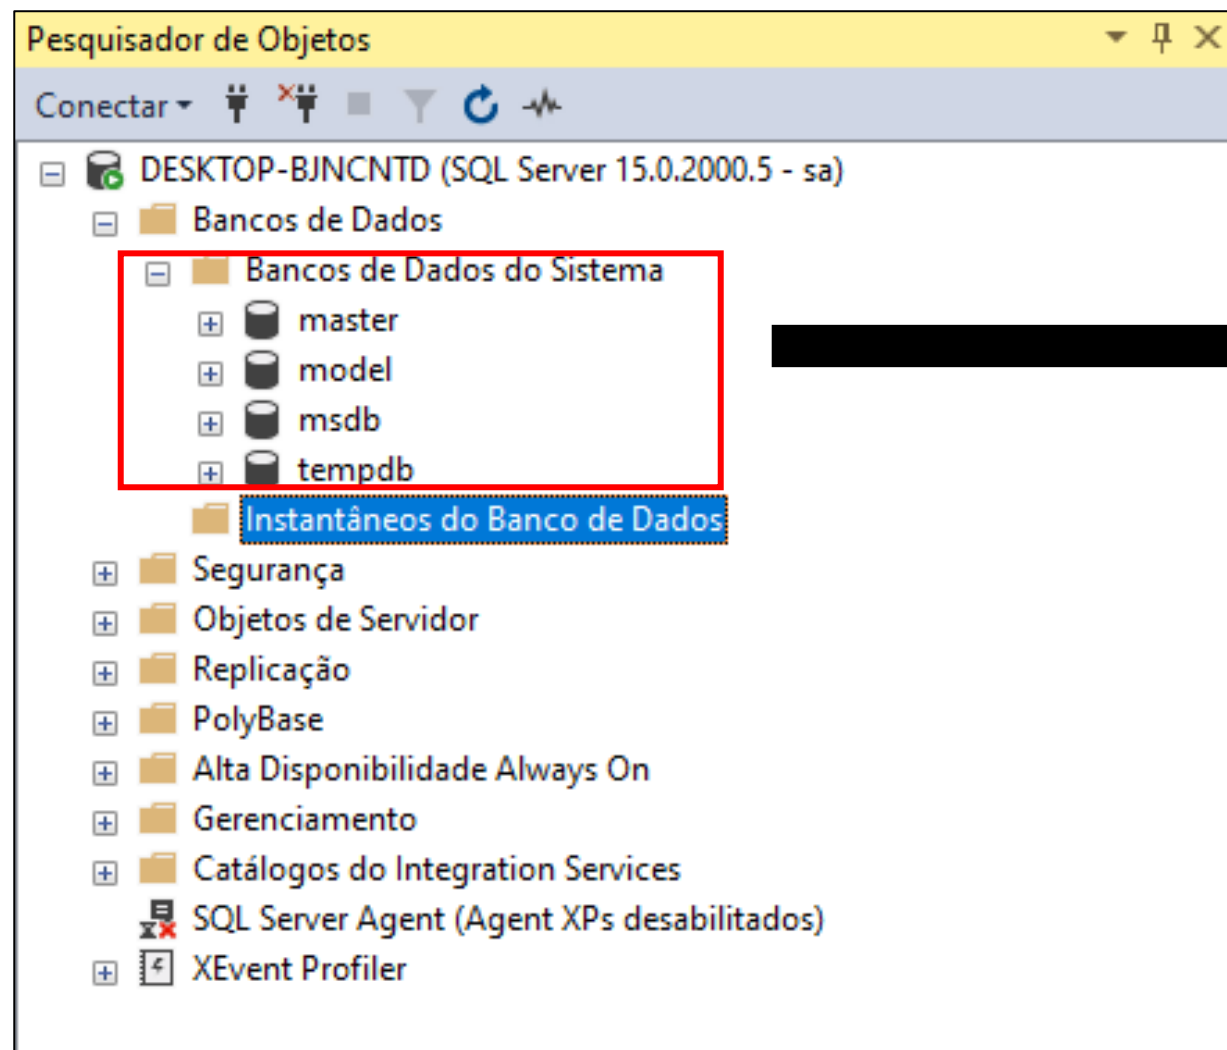 Pesquisador de Objetos
Conectar
DESKTOP-BJNCNTD (SQL Server 15.0.2000.5 - sa)
Bancos de Dados
Bancos de Dados do Sistema
master
model
msdb
tempdb
Instantâneos do Banco de Dados
Segurança
Objetos de Servidor
Replicação
PolyBase
Alta Disponibilidade Always On
Gerenciamento
Catálogos do Integration Services
SQL Server Agent (Agent XPs desabilitados)
XEvent Profiler